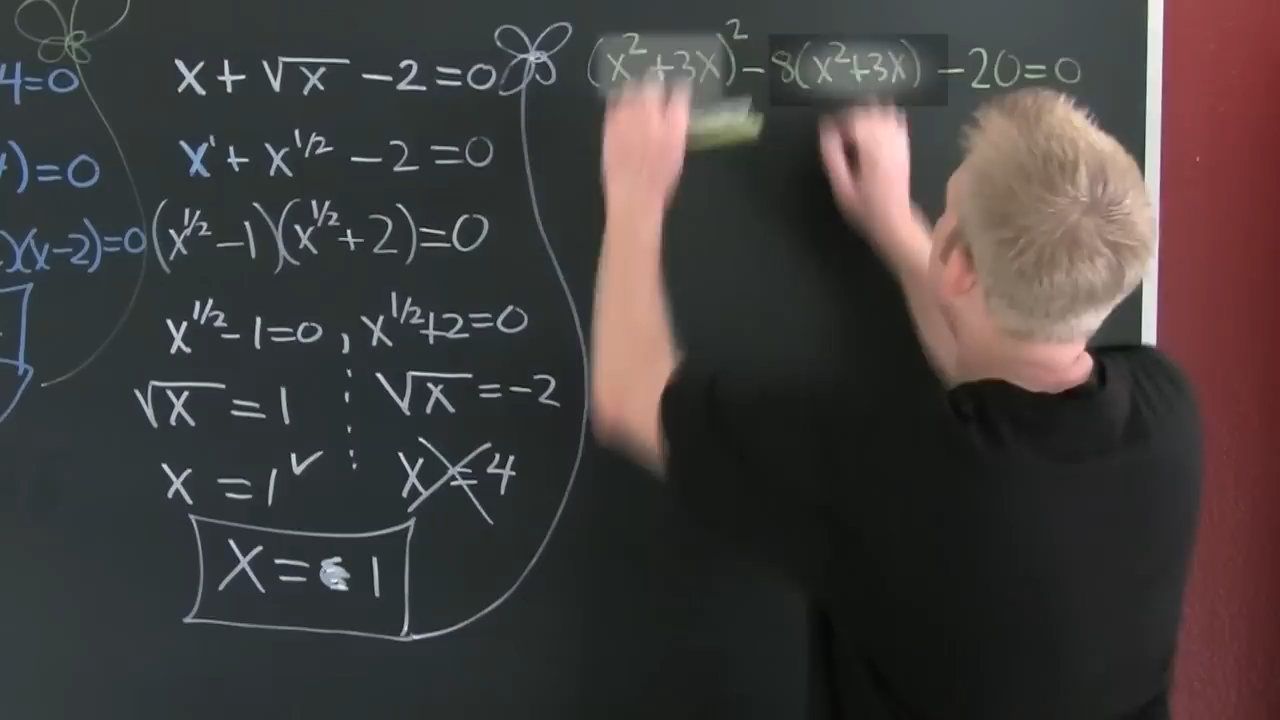 4=0
)=0
)(x-2)=0
x + √x - 2 = 0
x¹ + x^1/2 - 2 = 0
(x^1/2 - 1)(x^1/2 + 2) = 0
x^1/2 - 1 = 0 , x^1/2 + 2 = 0
√x = 1 √x = -2
x = 1 ✓ x = 4
x = 1
(x² + 3x)² - 8(x² + 3x) - 20 = 0